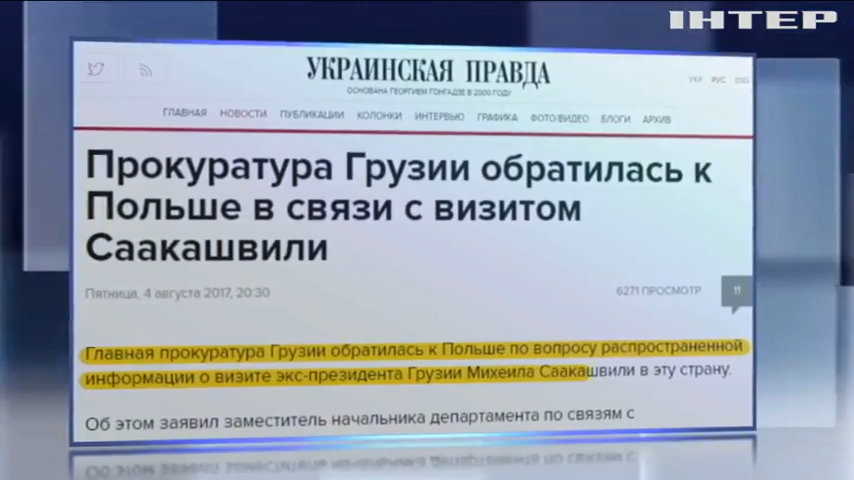 ІНТЕР
УКРАИНСКАЯ ПРАВДА
ОСНОВАНА ГЕОРГИЕМ ГОНГАДЗЕ В 2000 ГОДУ
УКР РУС ENG
ГЛАВНАЯ НОВОСТИ ПУБЛИКАЦИИ КОЛОНКИ ИНТЕРВЬЮ ГРАФИКА ФОТО/ВИДЕО БЛОГИ АРХИВ
Прокуратура Грузии обратилась к
Польше в связи с визитом
Саакашвили
Пятница, 4 августа 2017, 20:30
6271 ПРОСМОТР
11
Главная прокуратура Грузии обратилась к Польше по вопросу распространенной
информации о визите экс-президента Грузии Михеила Саакашвили в эту страну.
Об этом заявил заместитель начальника департамента по связям с